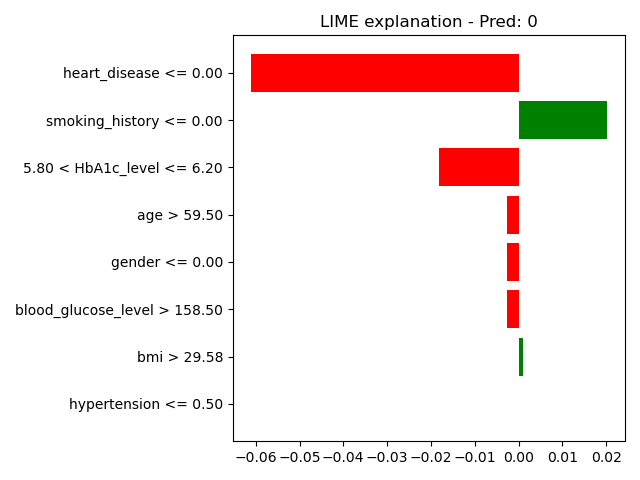 LIME explanation - Pred: 0
heart_disease <= 0.00
smoking_history <= 0.00
5.80 < HbA1c_level <= 6.20
age > 59.50
gender <= 0.00
blood_glucose_level > 158.50
bmi > 29.58
hypertension <= 0.50
−0.06 −0.05 −0.04 −0.03 −0.02 −0.01 0.00 0.01 0.02